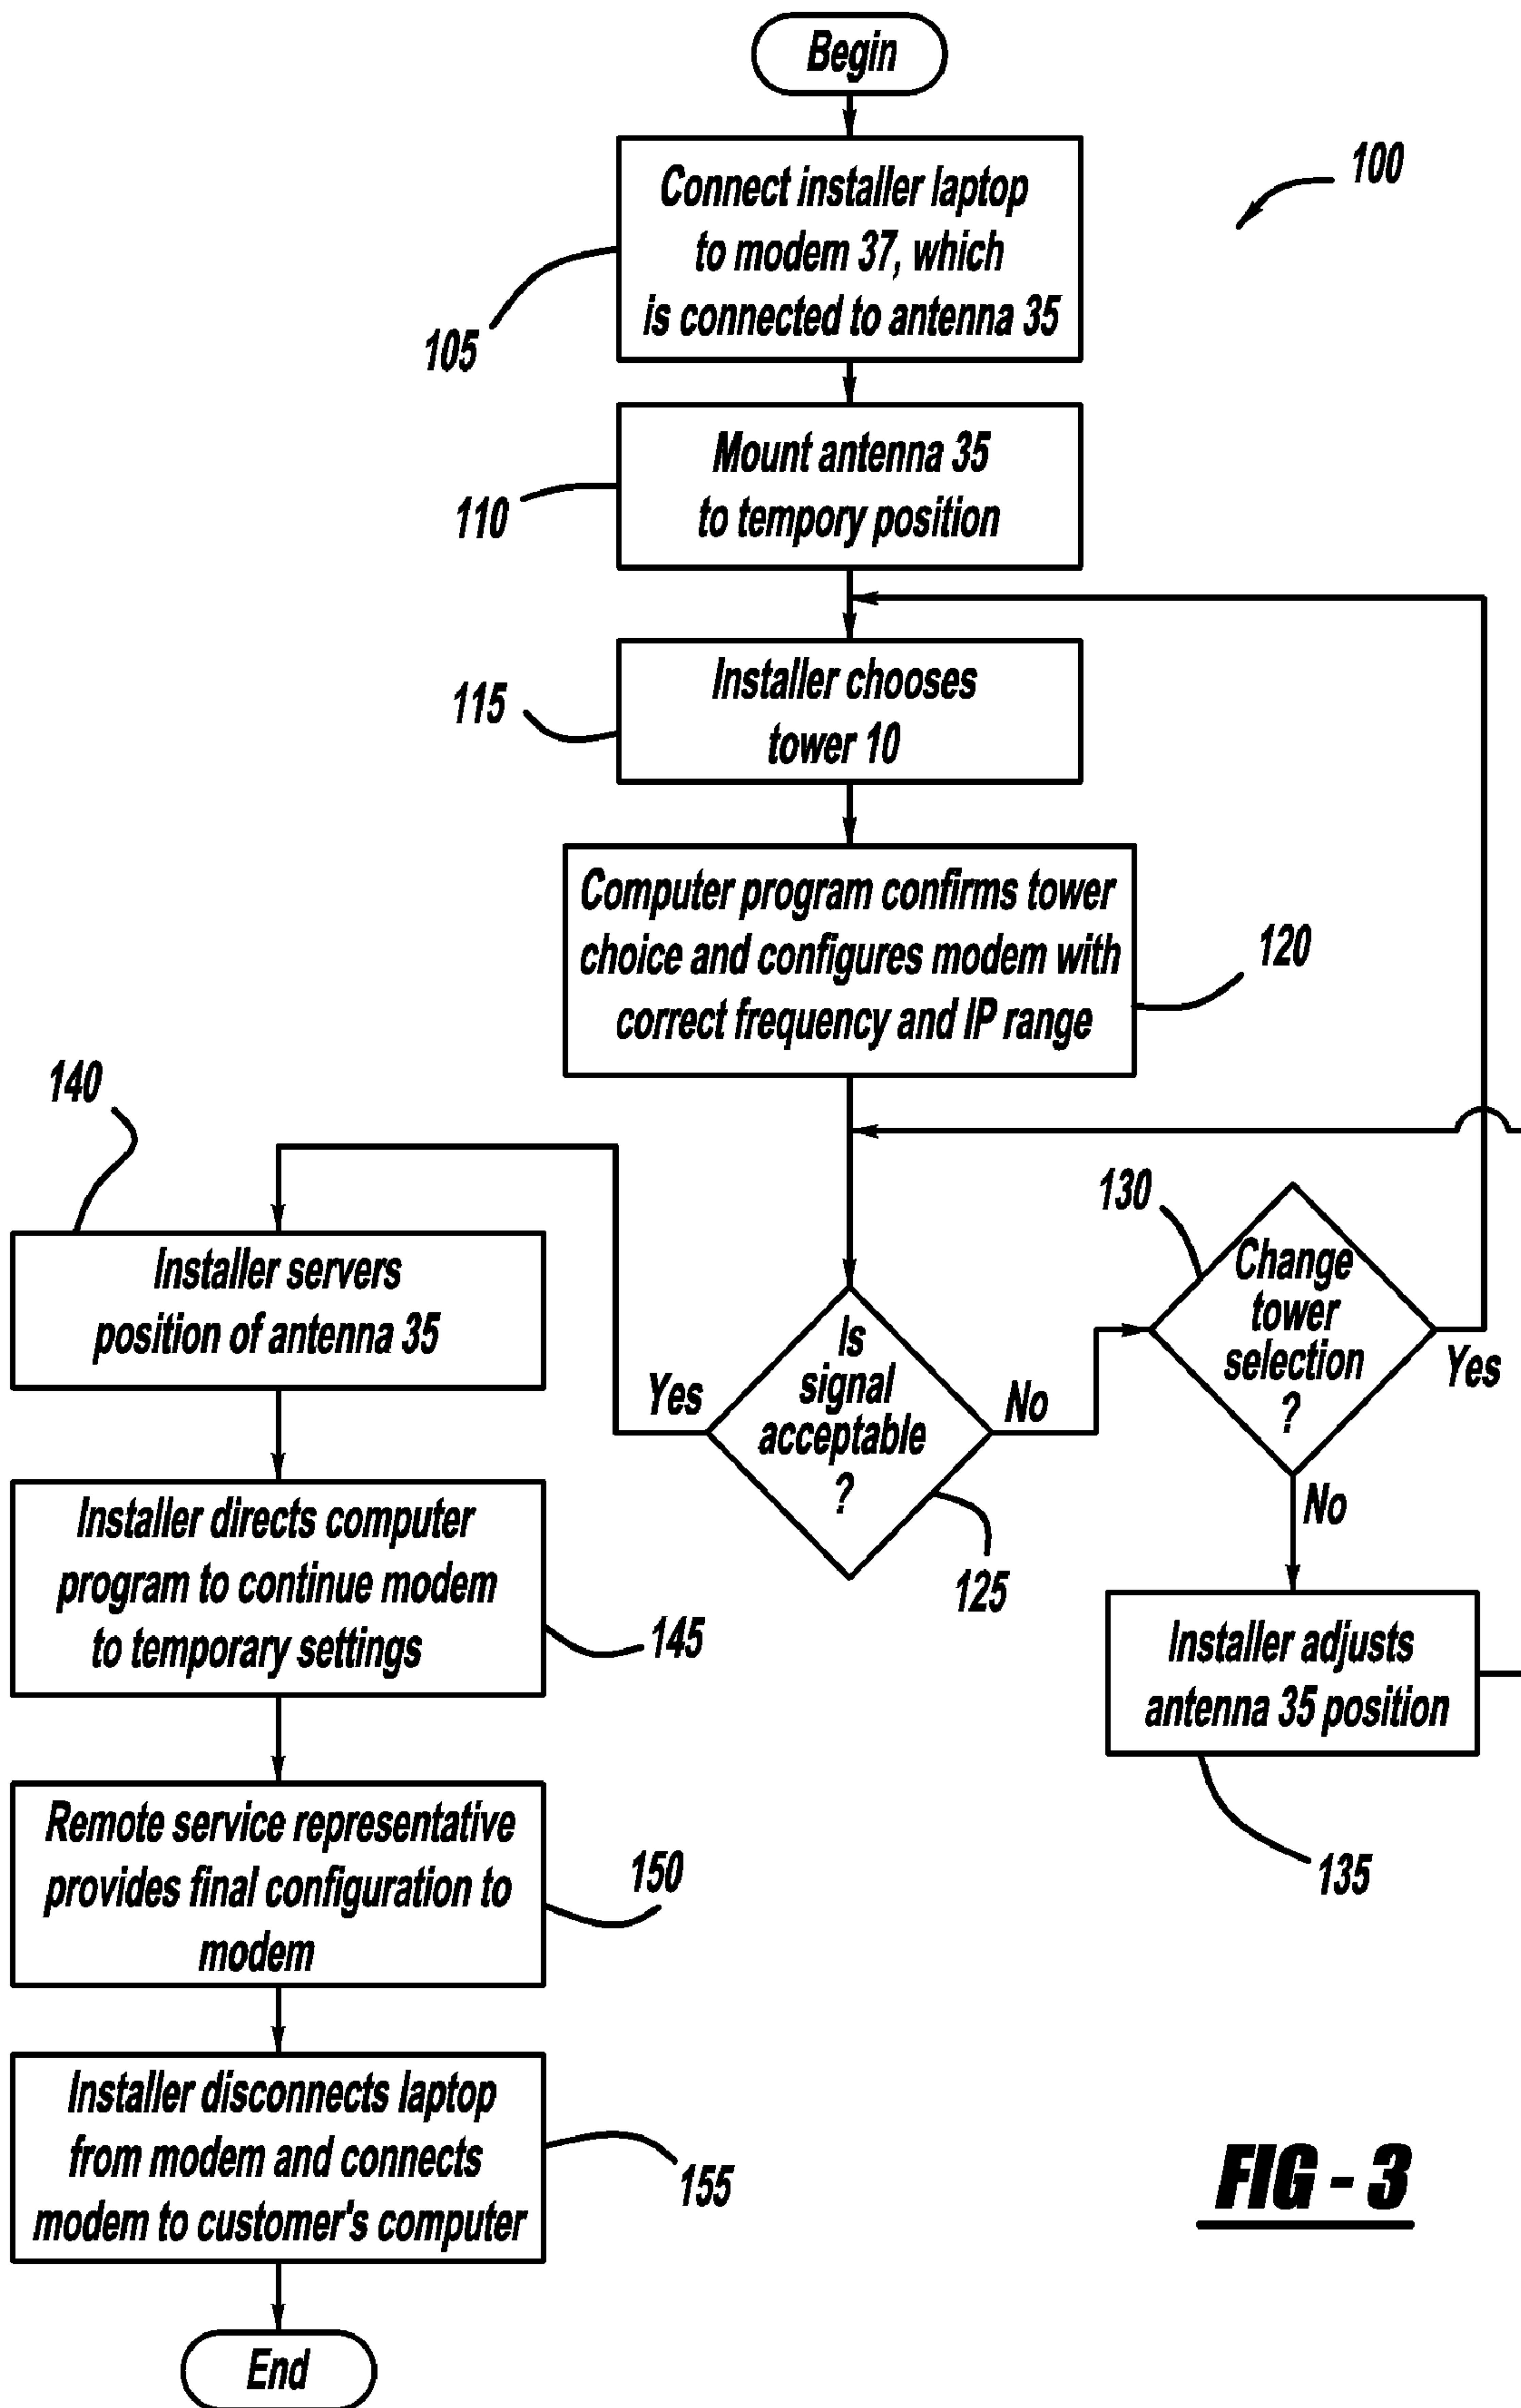 Begin
100
Connect installer laptop
to modem 37, which
is connected to antenna 35
105
Mount antenna 35
to tempory position
110
Installer chooses
tower 10
115
Computer program confirms tower
choice and configures modem with
correct frequency and IP range
120
140
Installer servers
position of antenna 35
Is
signal
acceptable
?
Yes
No
125
130
Change
tower
selection
?
Yes
No
Installer directs computer
program to continue modem
to temporary settings
145
Installer adjusts
antenna 35 position
135
Remote service representative
provides final configuration to
modem
150
Installer disconnects laptop
from modem and connects
modem to customer's computer
155
FIG - 3
End